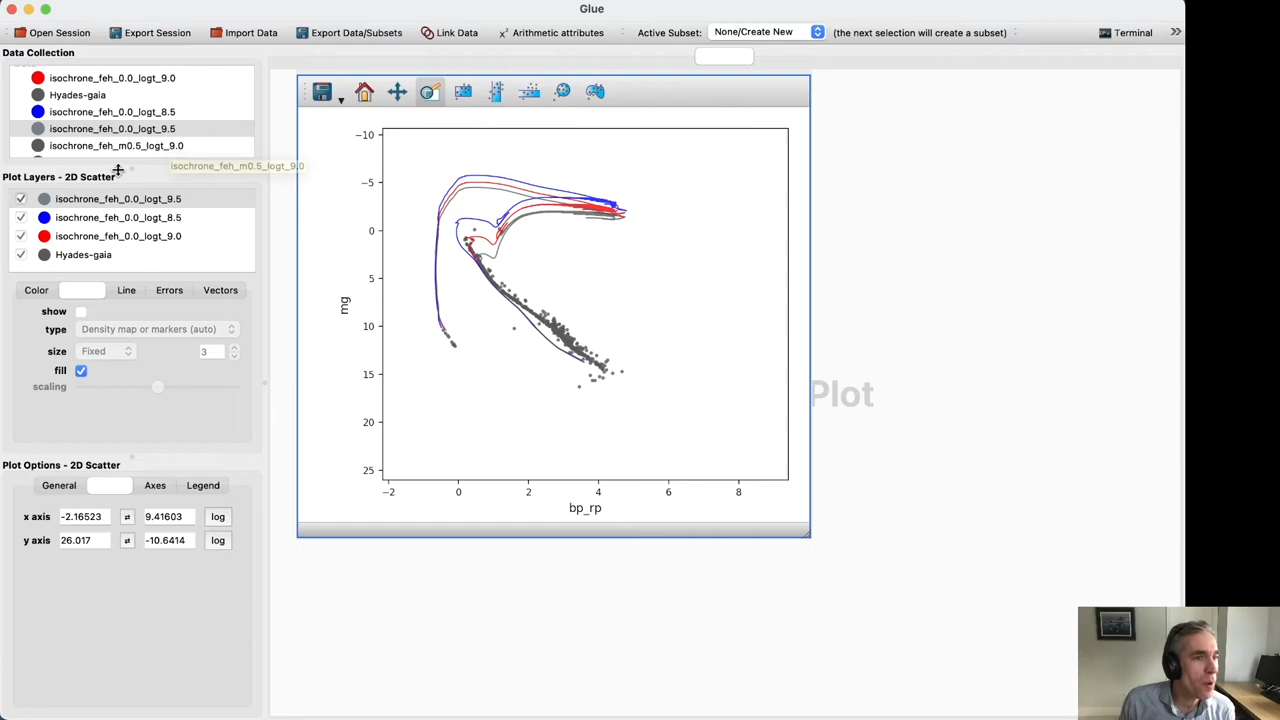 Glue
Open Session Export Session Import Data Export Data/Subsets Link Data x² Arithmetic attributes Active Subset: None/Create New (the next selection will create a subset) Terminal »
Data Collection
isochrone_feh_0.0_logt_9.0
Hyades-gaia
isochrone_feh_0.0_logt_8.5
isochrone_feh_0.0_logt_9.5
isochrone_feh_m0.5_logt_9.0
isochrone_feh_m0.5_logt_9.0
Plot Layers - 2D Scatter
isochrone_feh_0.0_logt_9.5
isochrone_feh_0.0_logt_8.5
isochrone_feh_0.0_logt_9.0
Hyades-gaia
Color Line Errors Vectors
show
type Density map or markers (auto)
size Fixed 3
fill
scaling
Plot Options - 2D Scatter
General Axes Legend
x axis -2.16523 9.41603 log
y axis 26.017 -10.6414 log
−10
−5
0
5
10
15
20
25
mg
−2 0 2 4 6 8
bp_rp
Plot